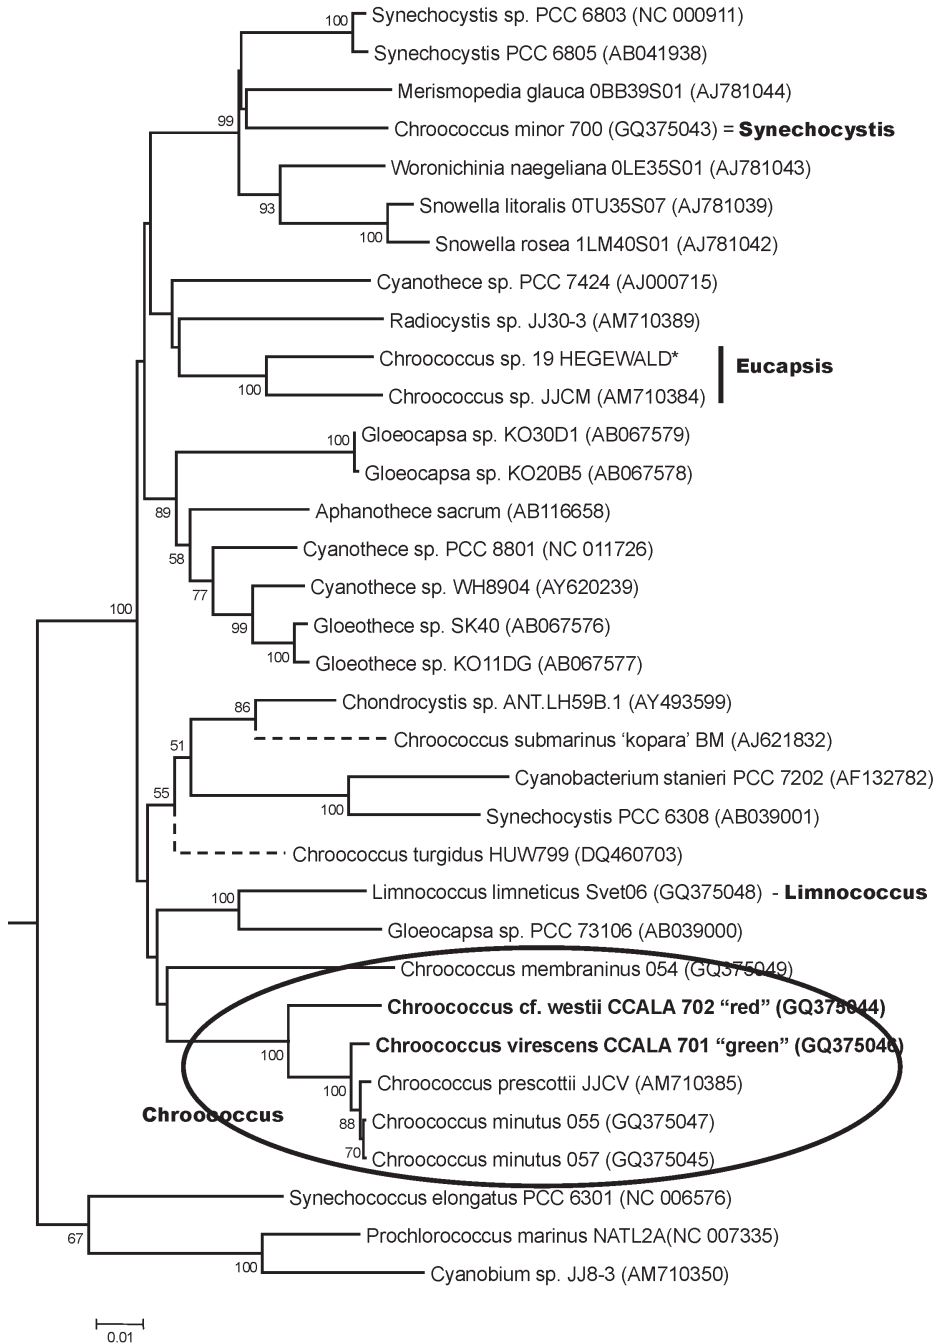 100 Synechocystis sp. PCC 6803 (NC 000911)
Synechocystis PCC 6805 (AB041938)
Merismopedia glauca 0BB39S01 (AJ781044)
99
Chroococcus minor 700 (GQ375043) = Synechocystis
Woronichinia naegeliana 0LE35S01 (AJ781043)
93 Snowella litoralis 0TU35S07 (AJ781039)
100 Snowella rosea 1LM40S01 (AJ781042)
Cyanothece sp. PCC 7424 (AJ000715)
Radiocystis sp. JJ30-3 (AM710389)
Chroococcus sp. 19 HEGEWALD*
Eucapsis
100 Chroococcus sp. JJCM (AM710384)
100 Gloeocapsa sp. KO30D1 (AB067579)
Gloeocapsa sp. KO20B5 (AB067578)
89 Aphanothece sacrum (AB116658)
58 Cyanothece sp. PCC 8801 (NC 011726)
77 Cyanothece sp. WH8904 (AY620239)
100
99 Gloeothece sp. SK40 (AB067576)
100 Gloeothece sp. KO11DG (AB067577)
86 Chondrocystis sp. ANT.LH59B.1 (AY493599)
51 Chroococcus submarinus ‘kopara’ BM (AJ621832)
Cyanobacterium stanieri PCC 7202 (AF132782)
55
100 Synechocystis PCC 6308 (AB039001)
Chroococcus turgidus HUW799 (DQ460703)
100 Limnococcus limneticus Svet06 (GQ375048) - Limnococcus
Gloeocapsa sp. PCC 73106 (AB039000)
Chroococcus membraninus 054 (GQ375049)
Chroococcus cf. westii CCALA 702 “red” (GQ375044)
100 Chroococcus virescens CCALA 701 “green” (GQ375046)
100 Chroococcus prescottii JJCV (AM710385)
Chroococcus
88 Chroococcus minutus 055 (GQ375047)
70 Chroococcus minutus 057 (GQ375045)
Synechococcus elongatus PCC 6301 (NC 006576)
67 Prochlorococcus marinus NATL2A(NC 007335)
100 Cyanobium sp. JJ8-3 (AM710350)
0.01